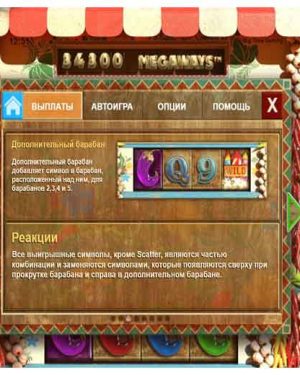 34300 MEGAWAYS™
ВЫПЛАТЫ АВТОИГРА ОПЦИИ ПОМОЩЬ X
Дополнительный барабан
Дополнительный барабан
добавляет символ и барабан,
расположенный над ним, для
барабанов 2,3,4 и 5.
Q 9 WILD
Реакции
Все выигрышные символы, кроме Scatter, являются частью
комбинации и заменяются символами, которые появляются сверху при
прокрутке барабана и справа в дополнительном барабане.